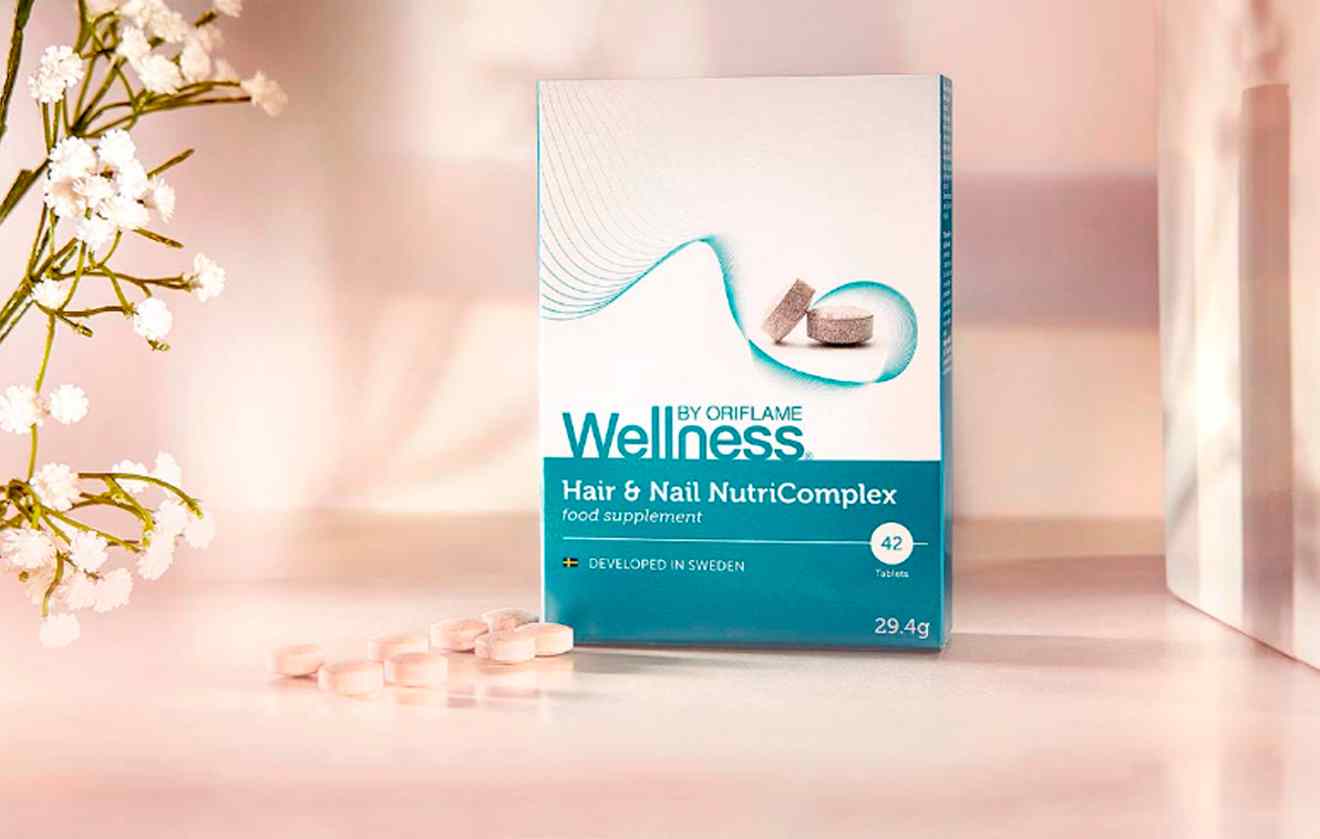 BY ORIFLAME
Wellness®
Hair & Nail NutriComplex
food supplement
42
Tablets
DEVELOPED IN SWEDEN
29.4g